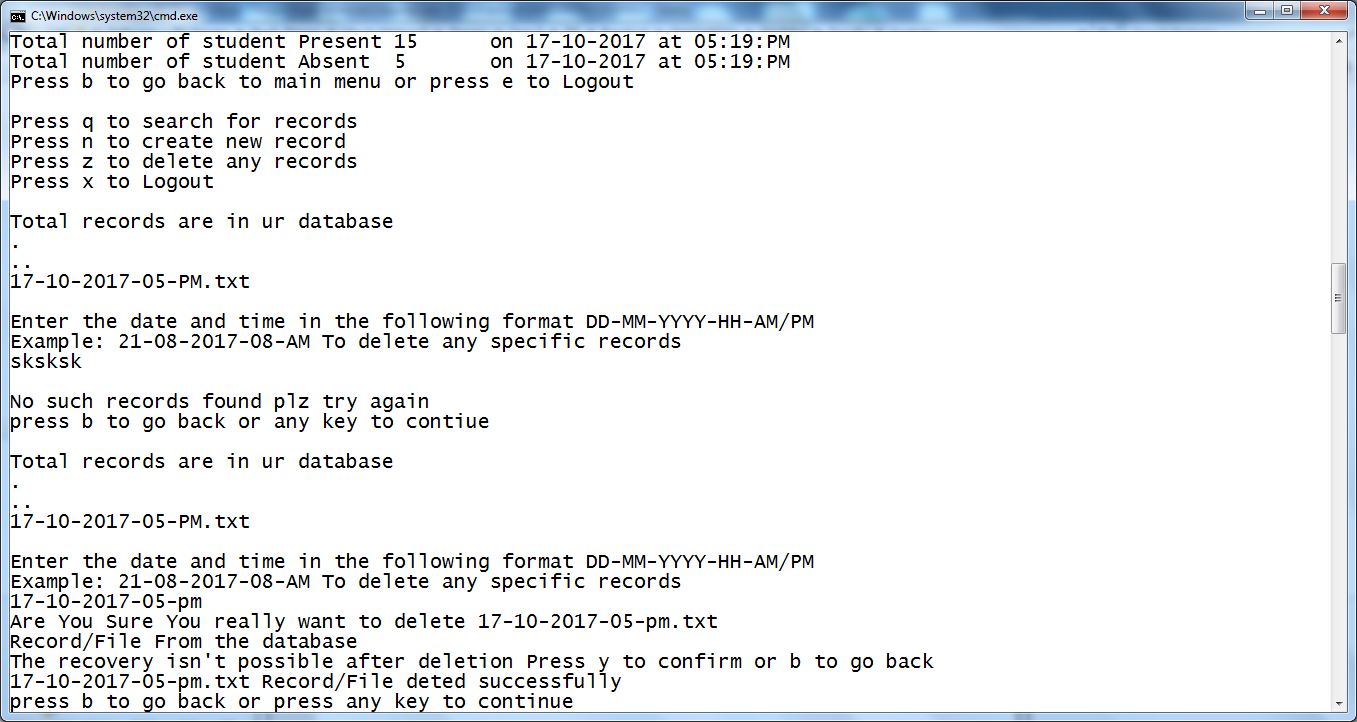 C:\Windows\system32\cmd.exe
Total number of student Present 15      on 17-10-2017 at 05:19:PM
Total number of student Absent  5       on 17-10-2017 at 05:19:PM
Press b to go back to main menu or press e to Logout
Press q to search for records
Press n to create new record
Press z to delete any records
Press x to Logout
Total records are in ur database
.
..
17-10-2017-05-PM.txt
Enter the date and time in the following format DD-MM-YYYY-HH-AM/PM
Example: 21-08-2017-08-AM To delete any specific records
sksksk
No such records found plz try again
press b to go back or any key to contiue
Total records are in ur database
.
..
17-10-2017-05-PM.txt
Enter the date and time in the following format DD-MM-YYYY-HH-AM/PM
Example: 21-08-2017-08-AM To delete any specific records
17-10-2017-05-pm
Are You Sure You really want to delete 17-10-2017-05-pm.txt
Record/File From the database
The recovery isn't possible after deletion Press y to confirm or b to go back
17-10-2017-05-pm.txt Record/File deted successfully
press b to go back or press any key to continue